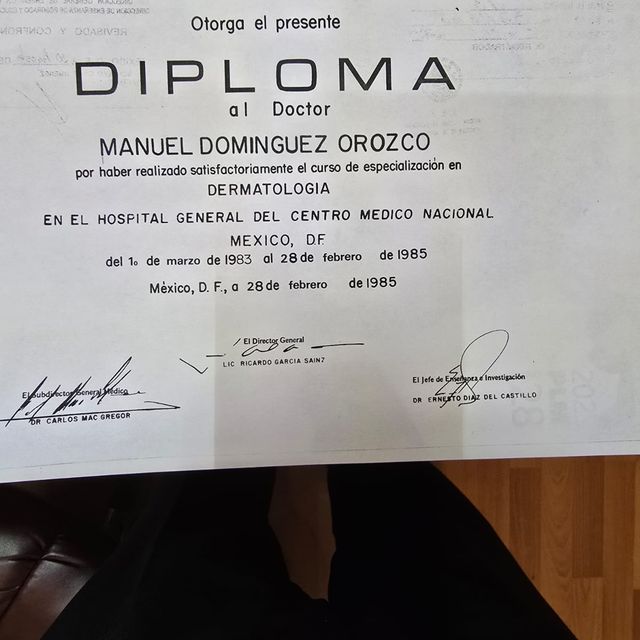 Otorga el presente
DIPLOMA
al Doctor
MANUEL DOMINGUEZ OROZCO
por haber realizado satisfactoriamente el curso de especialización en
DERMATOLOGIA
EN EL HOSPITAL GENERAL DEL CENTRO MEDICO NACIONAL
MEXICO, D.F.
del 1o de marzo de 1983 al 28 de febrero de 1985
México, D. F., a 28 de febrero de 1985
El Director General
LIC RICARDO GARCIA SAINZ
El Subdirector General Médico
DR CARLOS MAC GREGOR
El Jefe de Enseñanza e Investigación
DR ERNESTO DIAZ DEL CASTILLO